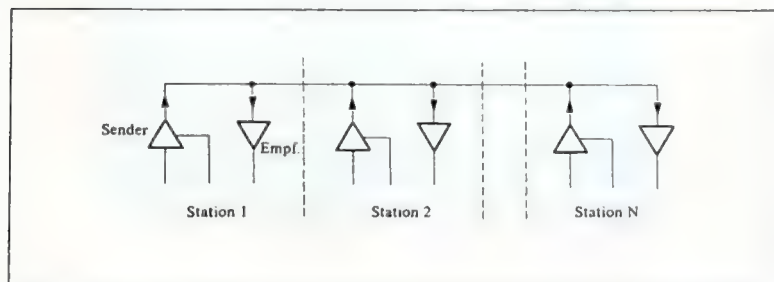 Sender
Empf.
Station 1
Station 2
Station N